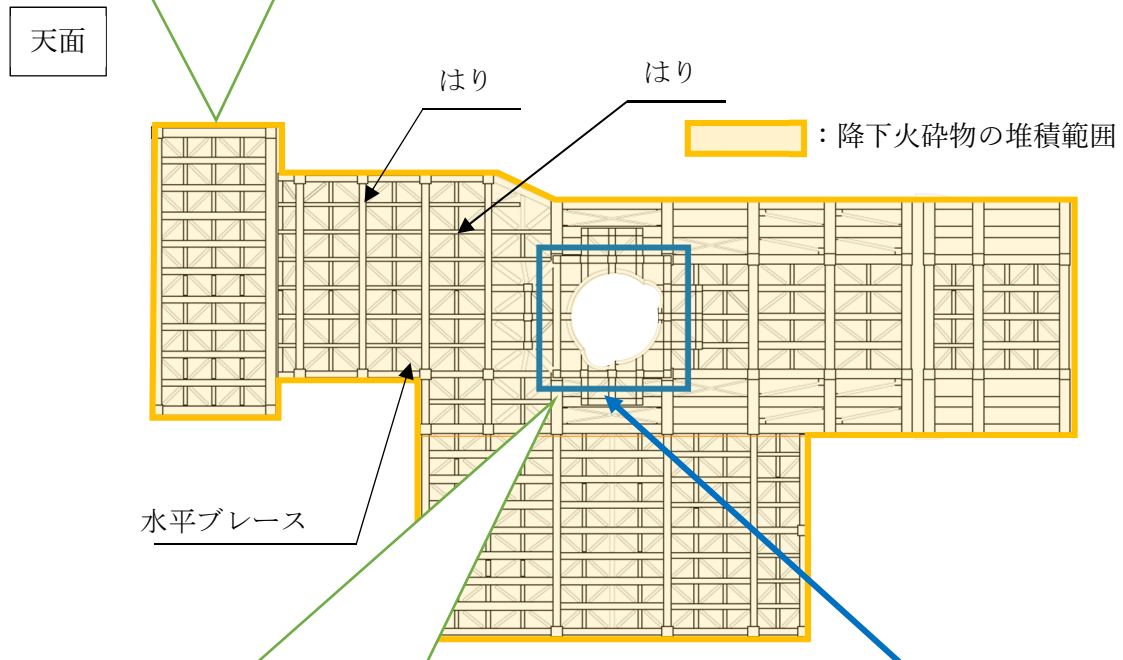 天面
はり
はり
：降下火砕物の堆積範囲
水平ブレース